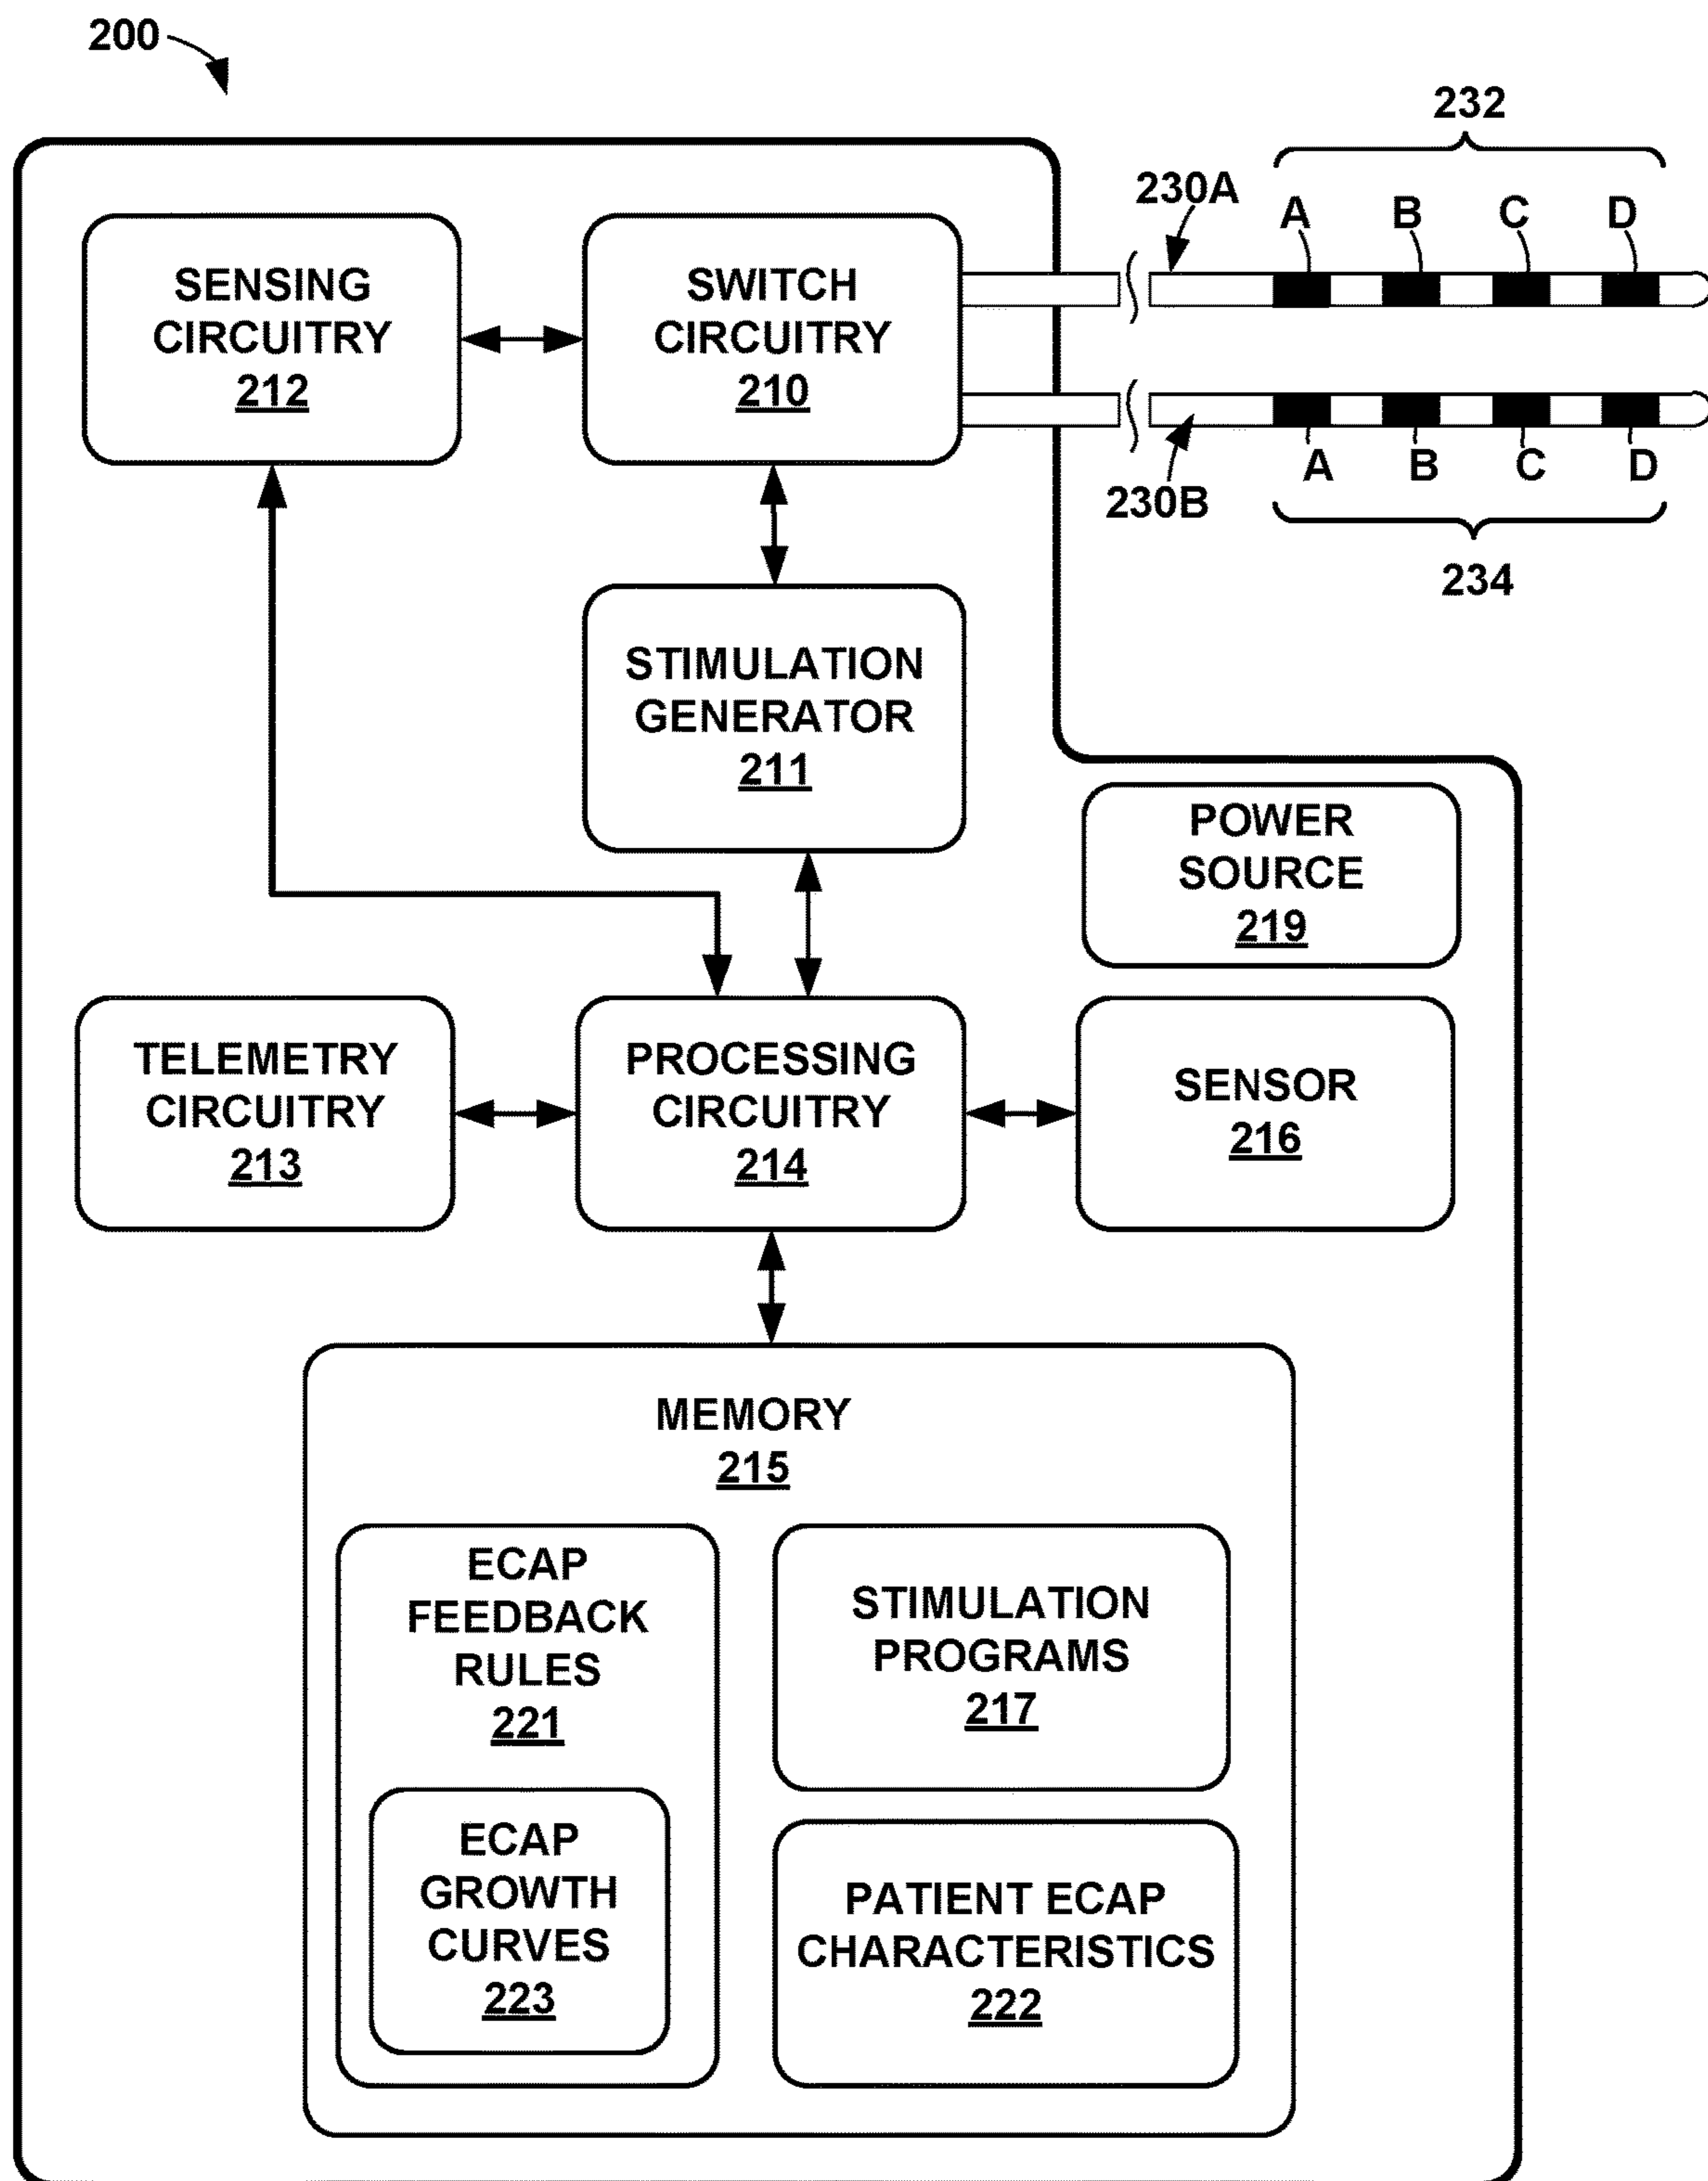 200
232
230A
A B C D
SENSING
CIRCUITRY
212
SWITCH
CIRCUITRY
210
A B C D
230B
234
STIMULATION
GENERATOR
211
POWER
SOURCE
219
TELEMETRY
CIRCUITRY
213
PROCESSING
CIRCUITRY
214
SENSOR
216
MEMORY
215
ECAP
FEEDBACK
RULES
221
ECAP
GROWTH
CURVES
223
STIMULATION
PROGRAMS
217
PATIENT ECAP
CHARACTERISTICS
222